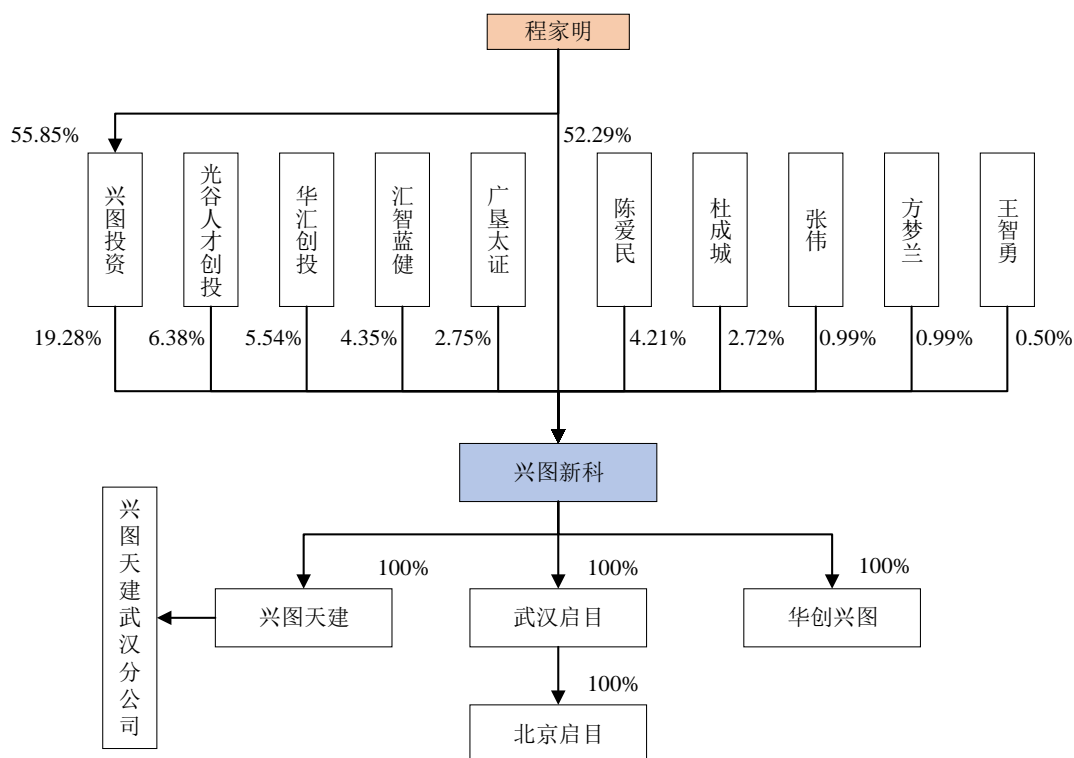 程家明
55.85%
52.29%
兴图投资
光谷人才创投
华汇创投
汇智蓝健
广垦太证
陈爱民
杜成城
张伟
方梦兰
王智勇
19.28%
6.38%
5.54%
4.35%
2.75%
4.21%
2.72%
0.99%
0.99%
0.50%
兴图新科
兴图天建武汉分公司
100%
100%
100%
兴图天建
武汉启目
华创兴图
100%
北京启目